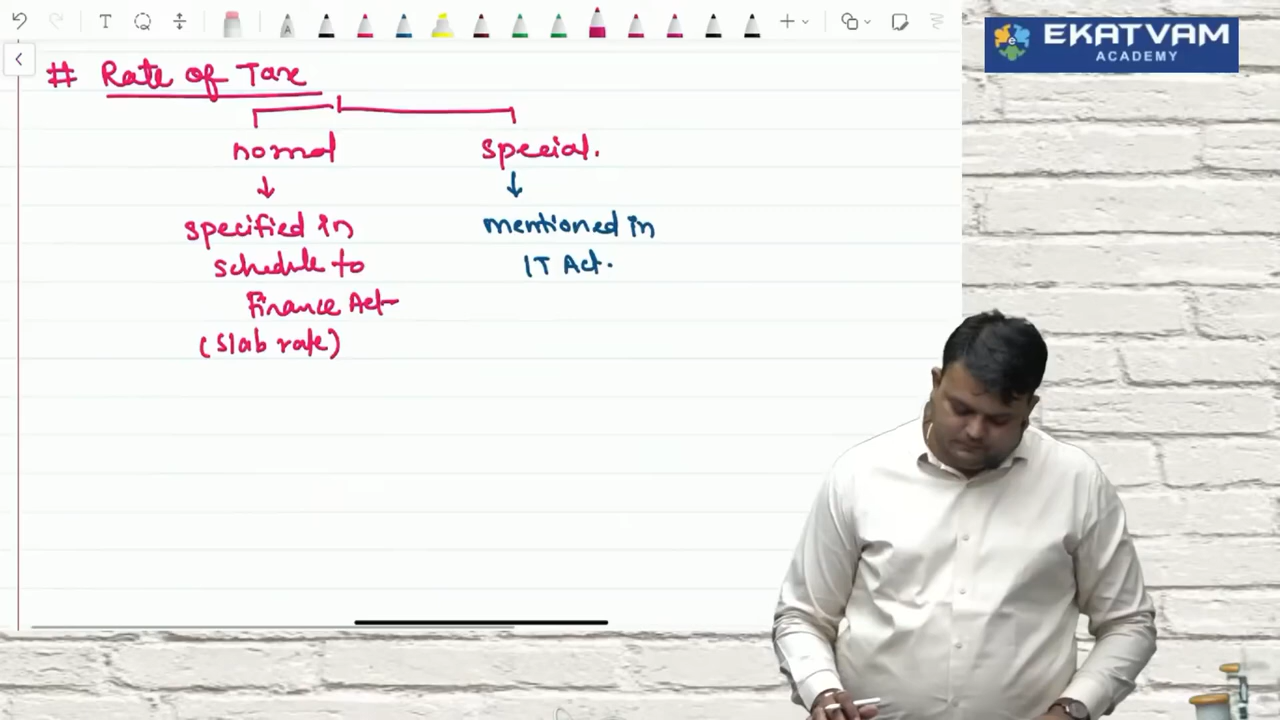 EKATVAM
ACADEMY
# Rate of Tax
normal
special.
specified in
schedule to
Finance Act
(slab rate)
mentioned in
IT Act.